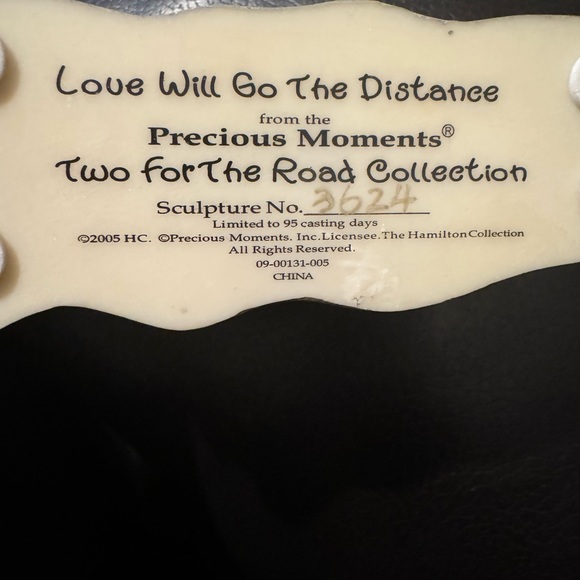 Love Will Go The Distance
from the
Precious Moments®
Two For The Road Collection
Sculpture No. 3624
Limited to 95 casting days
©2005 HC. ©Precious Moments. Inc. Licensee. The Hamilton Collection
All Rights Reserved.
09-00131-005
CHINA